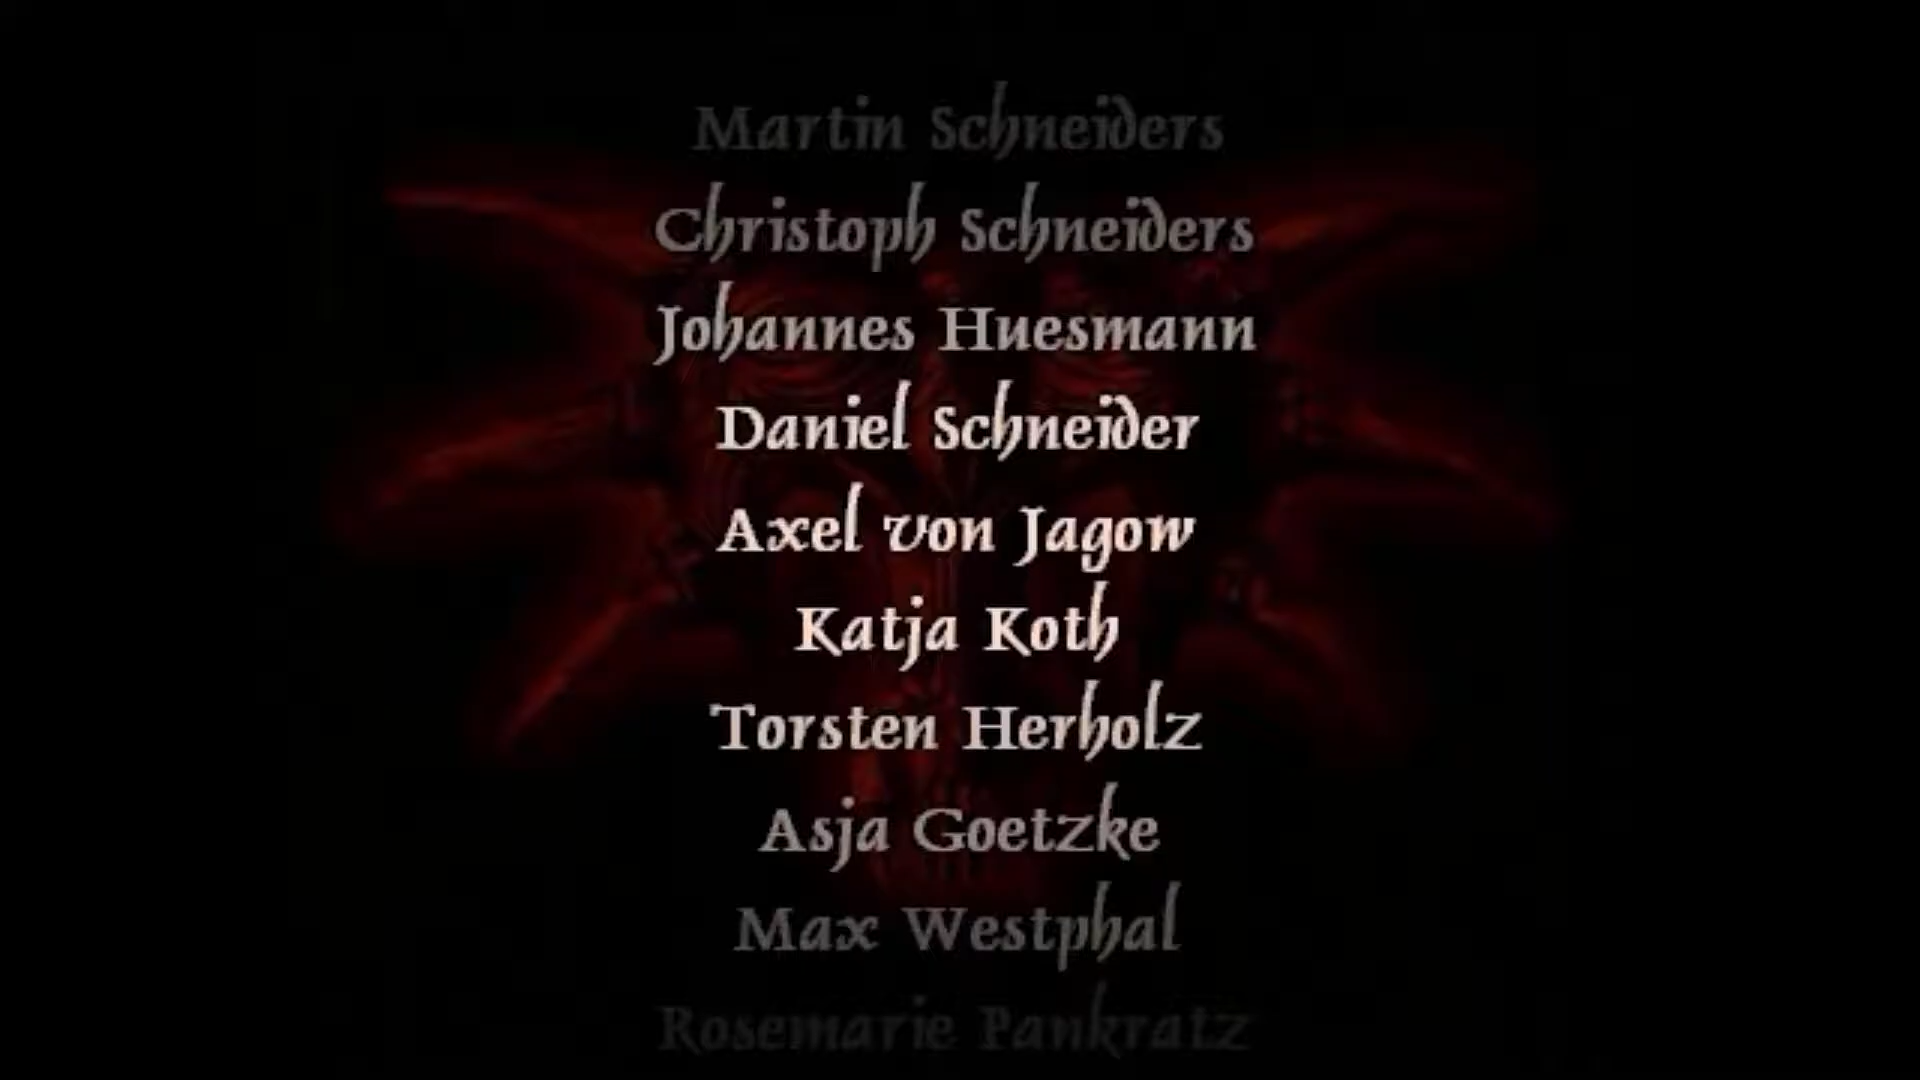 Martin Schneiders
Christoph Schneiders
Johannes Huesmann
Daniel Schneider
Axel von Jagow
Katja Koth
Torsten Herholz
Asja Goetzke
Max Westphal
Rosemarie Pankratz